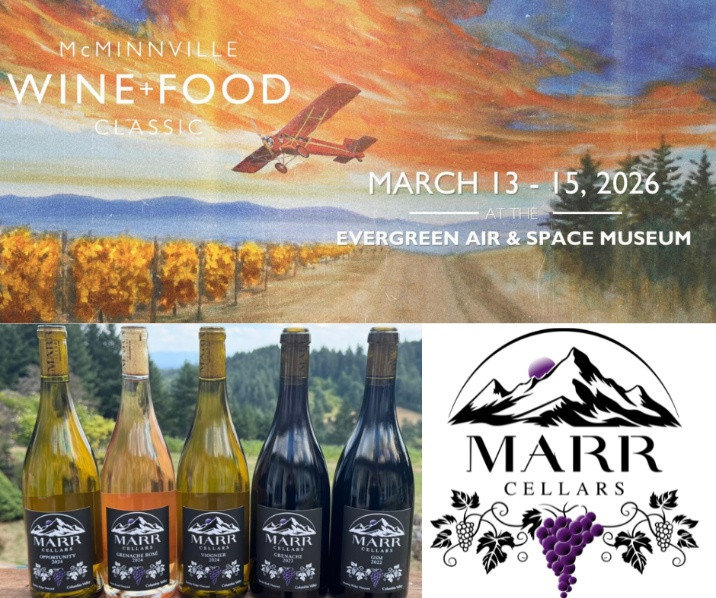 McMINNVILLE
WINE+FOOD
CLASSIC
MARCH 13 - 15, 2026
AT THE
EVERGREEN AIR & SPACE MUSEUM
MARR
CELLARS
OPPORTUNITY
2024
MARR
CELLARS
GRENACHE ROSÉ
2024
MARR
CELLARS
VIOGNIER
2024
MARR
CELLARS
GRENACHE
MARR
CELLARS
GSM
2022
MARR
CELLARS